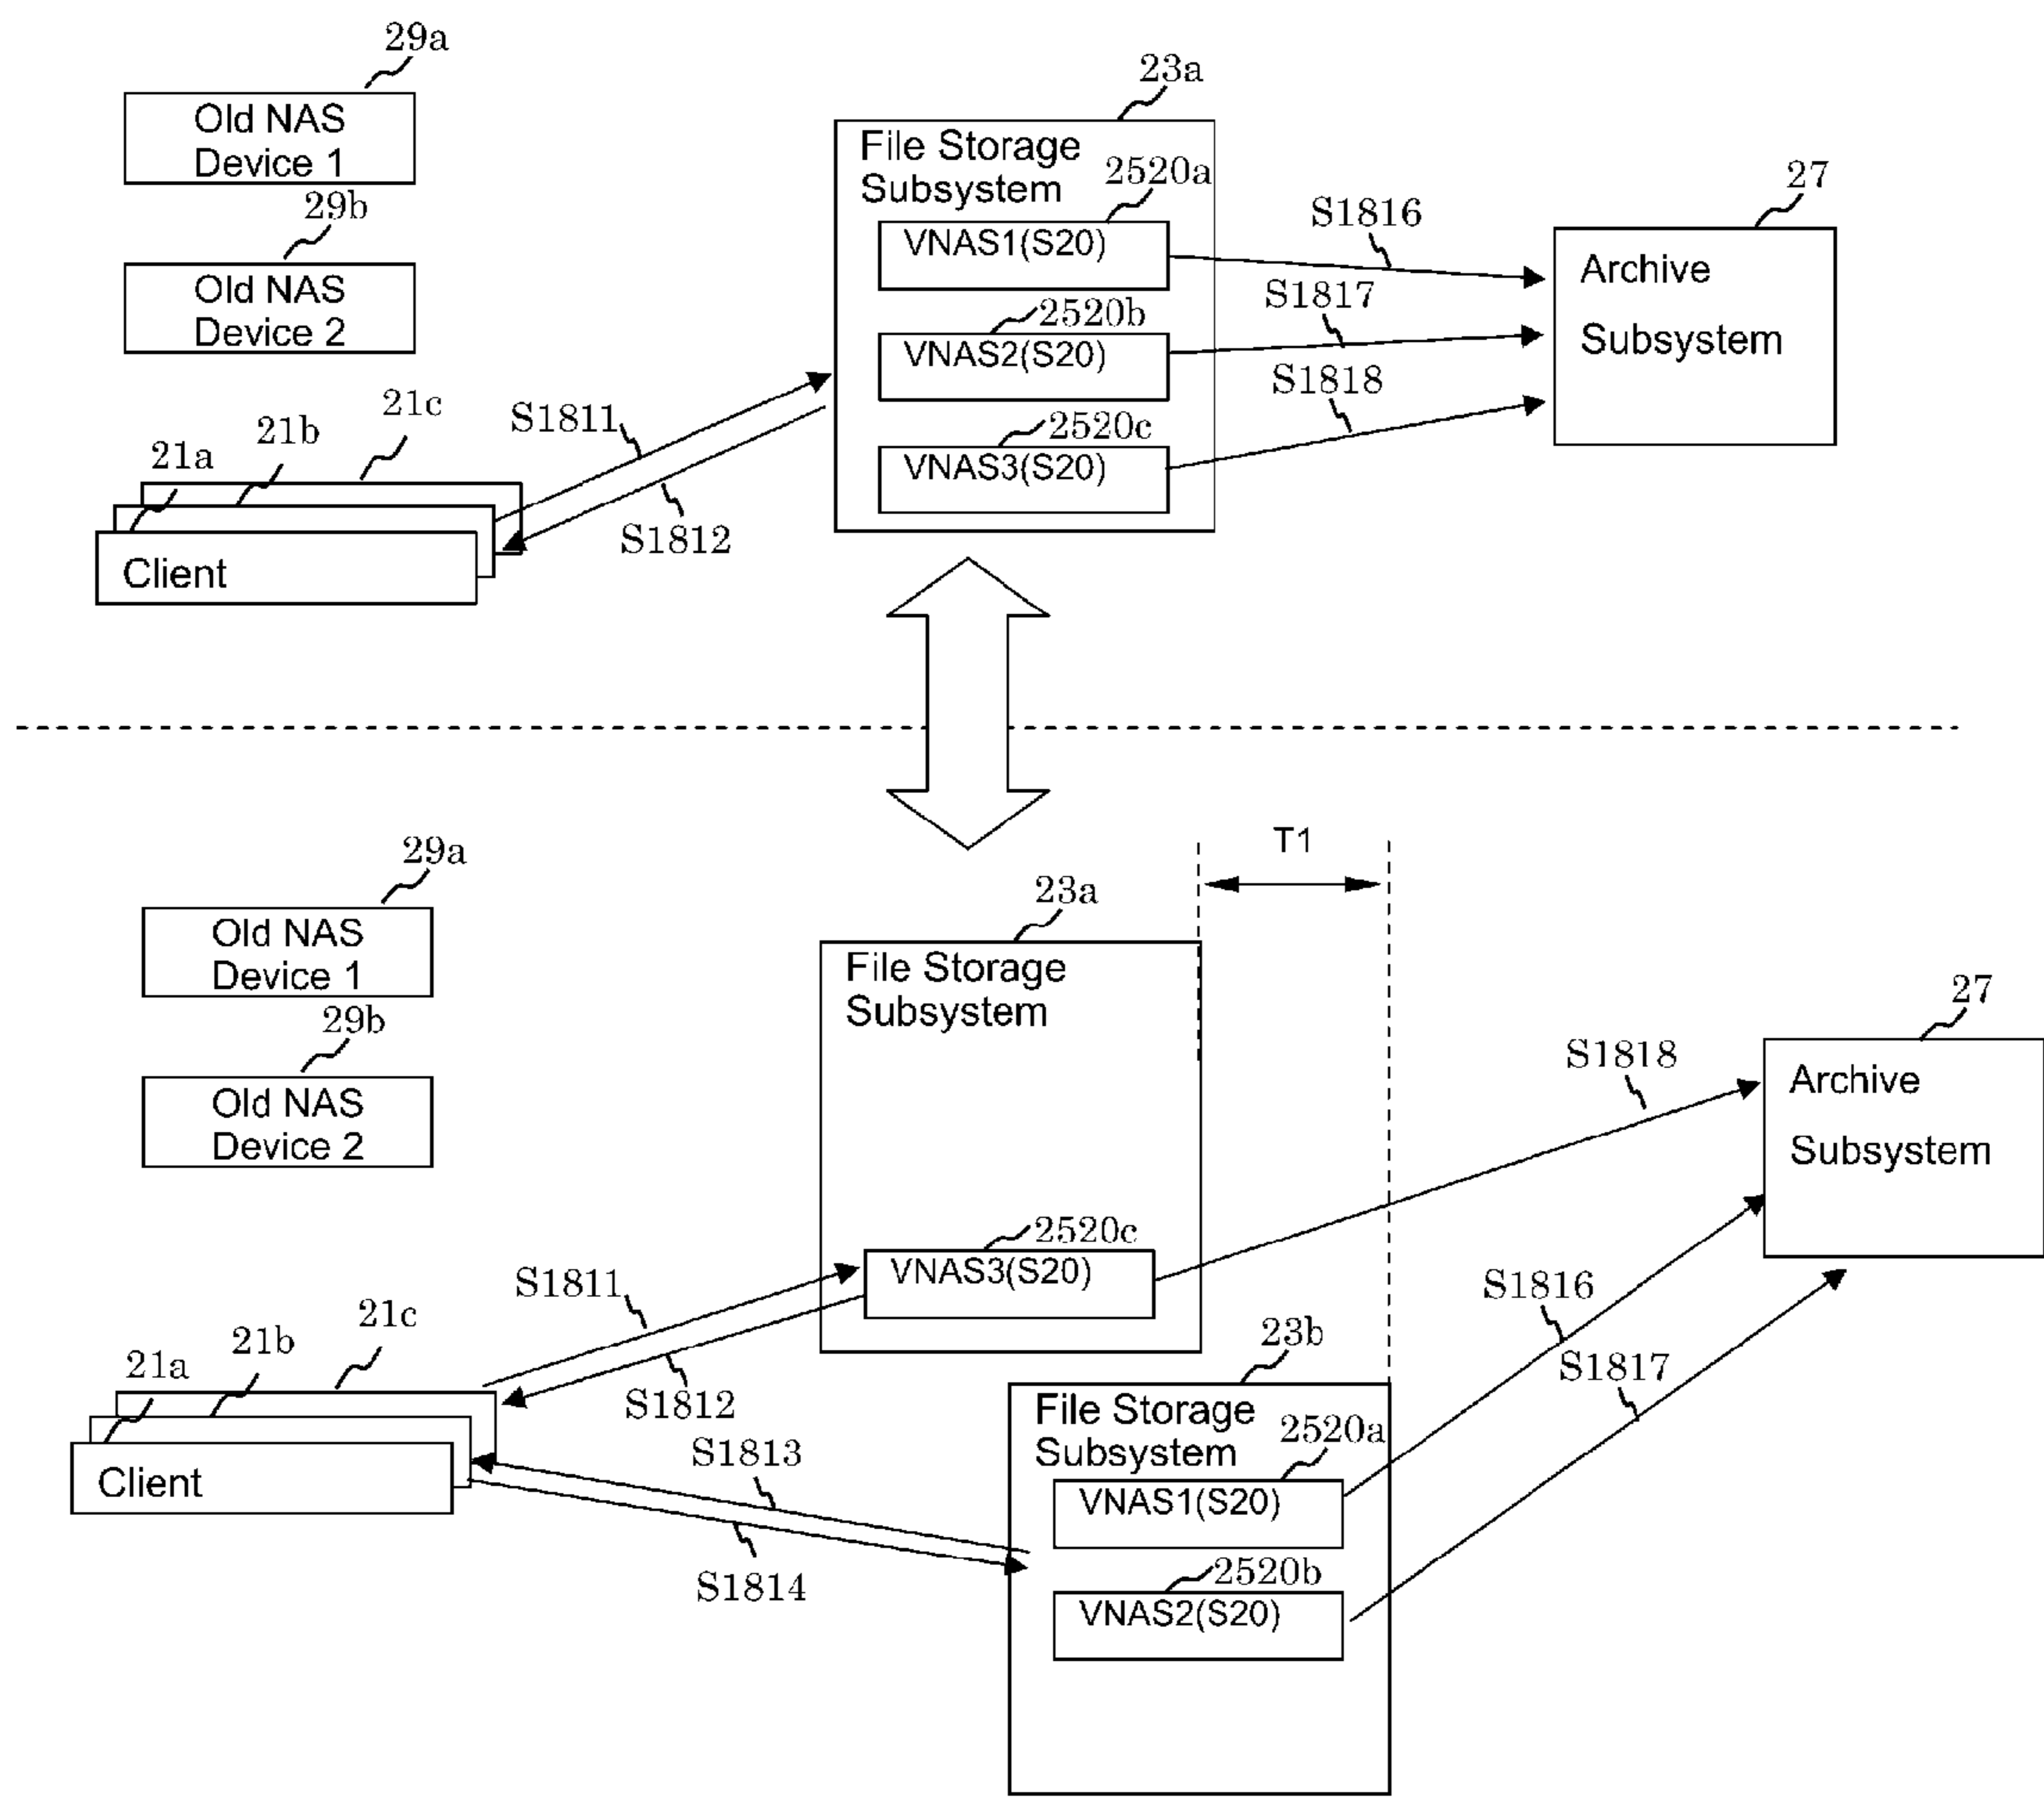 29a
Old NAS
Device 1
29b
Old NAS
Device 2
21a
21b
21c
Client
S1811
S1812
23a
File Storage
Subsystem
2520a
VNAS1(S20)
2520b
VNAS2(S20)
2520c
VNAS3(S20)
S1816
S1817
S1818
27
Archive
Subsystem
29a
Old NAS
Device 1
29b
Old NAS
Device 2
T1
23a
File Storage
Subsystem
2520c
VNAS3(S20)
S1818
27
Archive
Subsystem
S1811
S1812
21a
21b
21c
Client
S1813
S1814
23b
File Storage
Subsystem
2520a
VNAS1(S20)
2520b
VNAS2(S20)
S1816
S1817